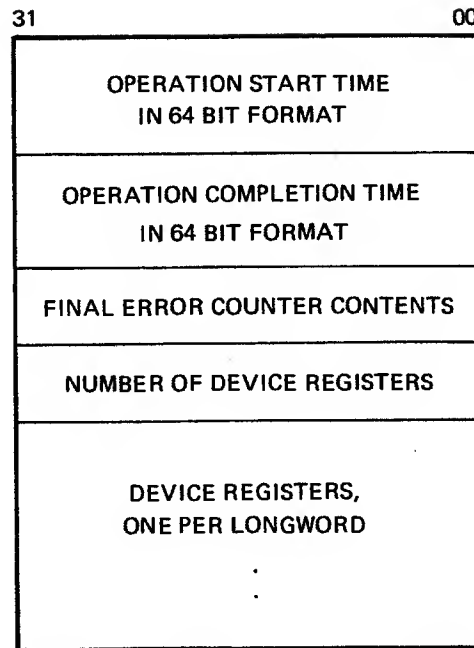 31 00
OPERATION START TIME
IN 64 BIT FORMAT
OPERATION COMPLETION TIME
IN 64 BIT FORMAT
FINAL ERROR COUNTER CONTENTS
NUMBER OF DEVICE REGISTERS
DEVICE REGISTERS,
ONE PER LONGWORD
.
.